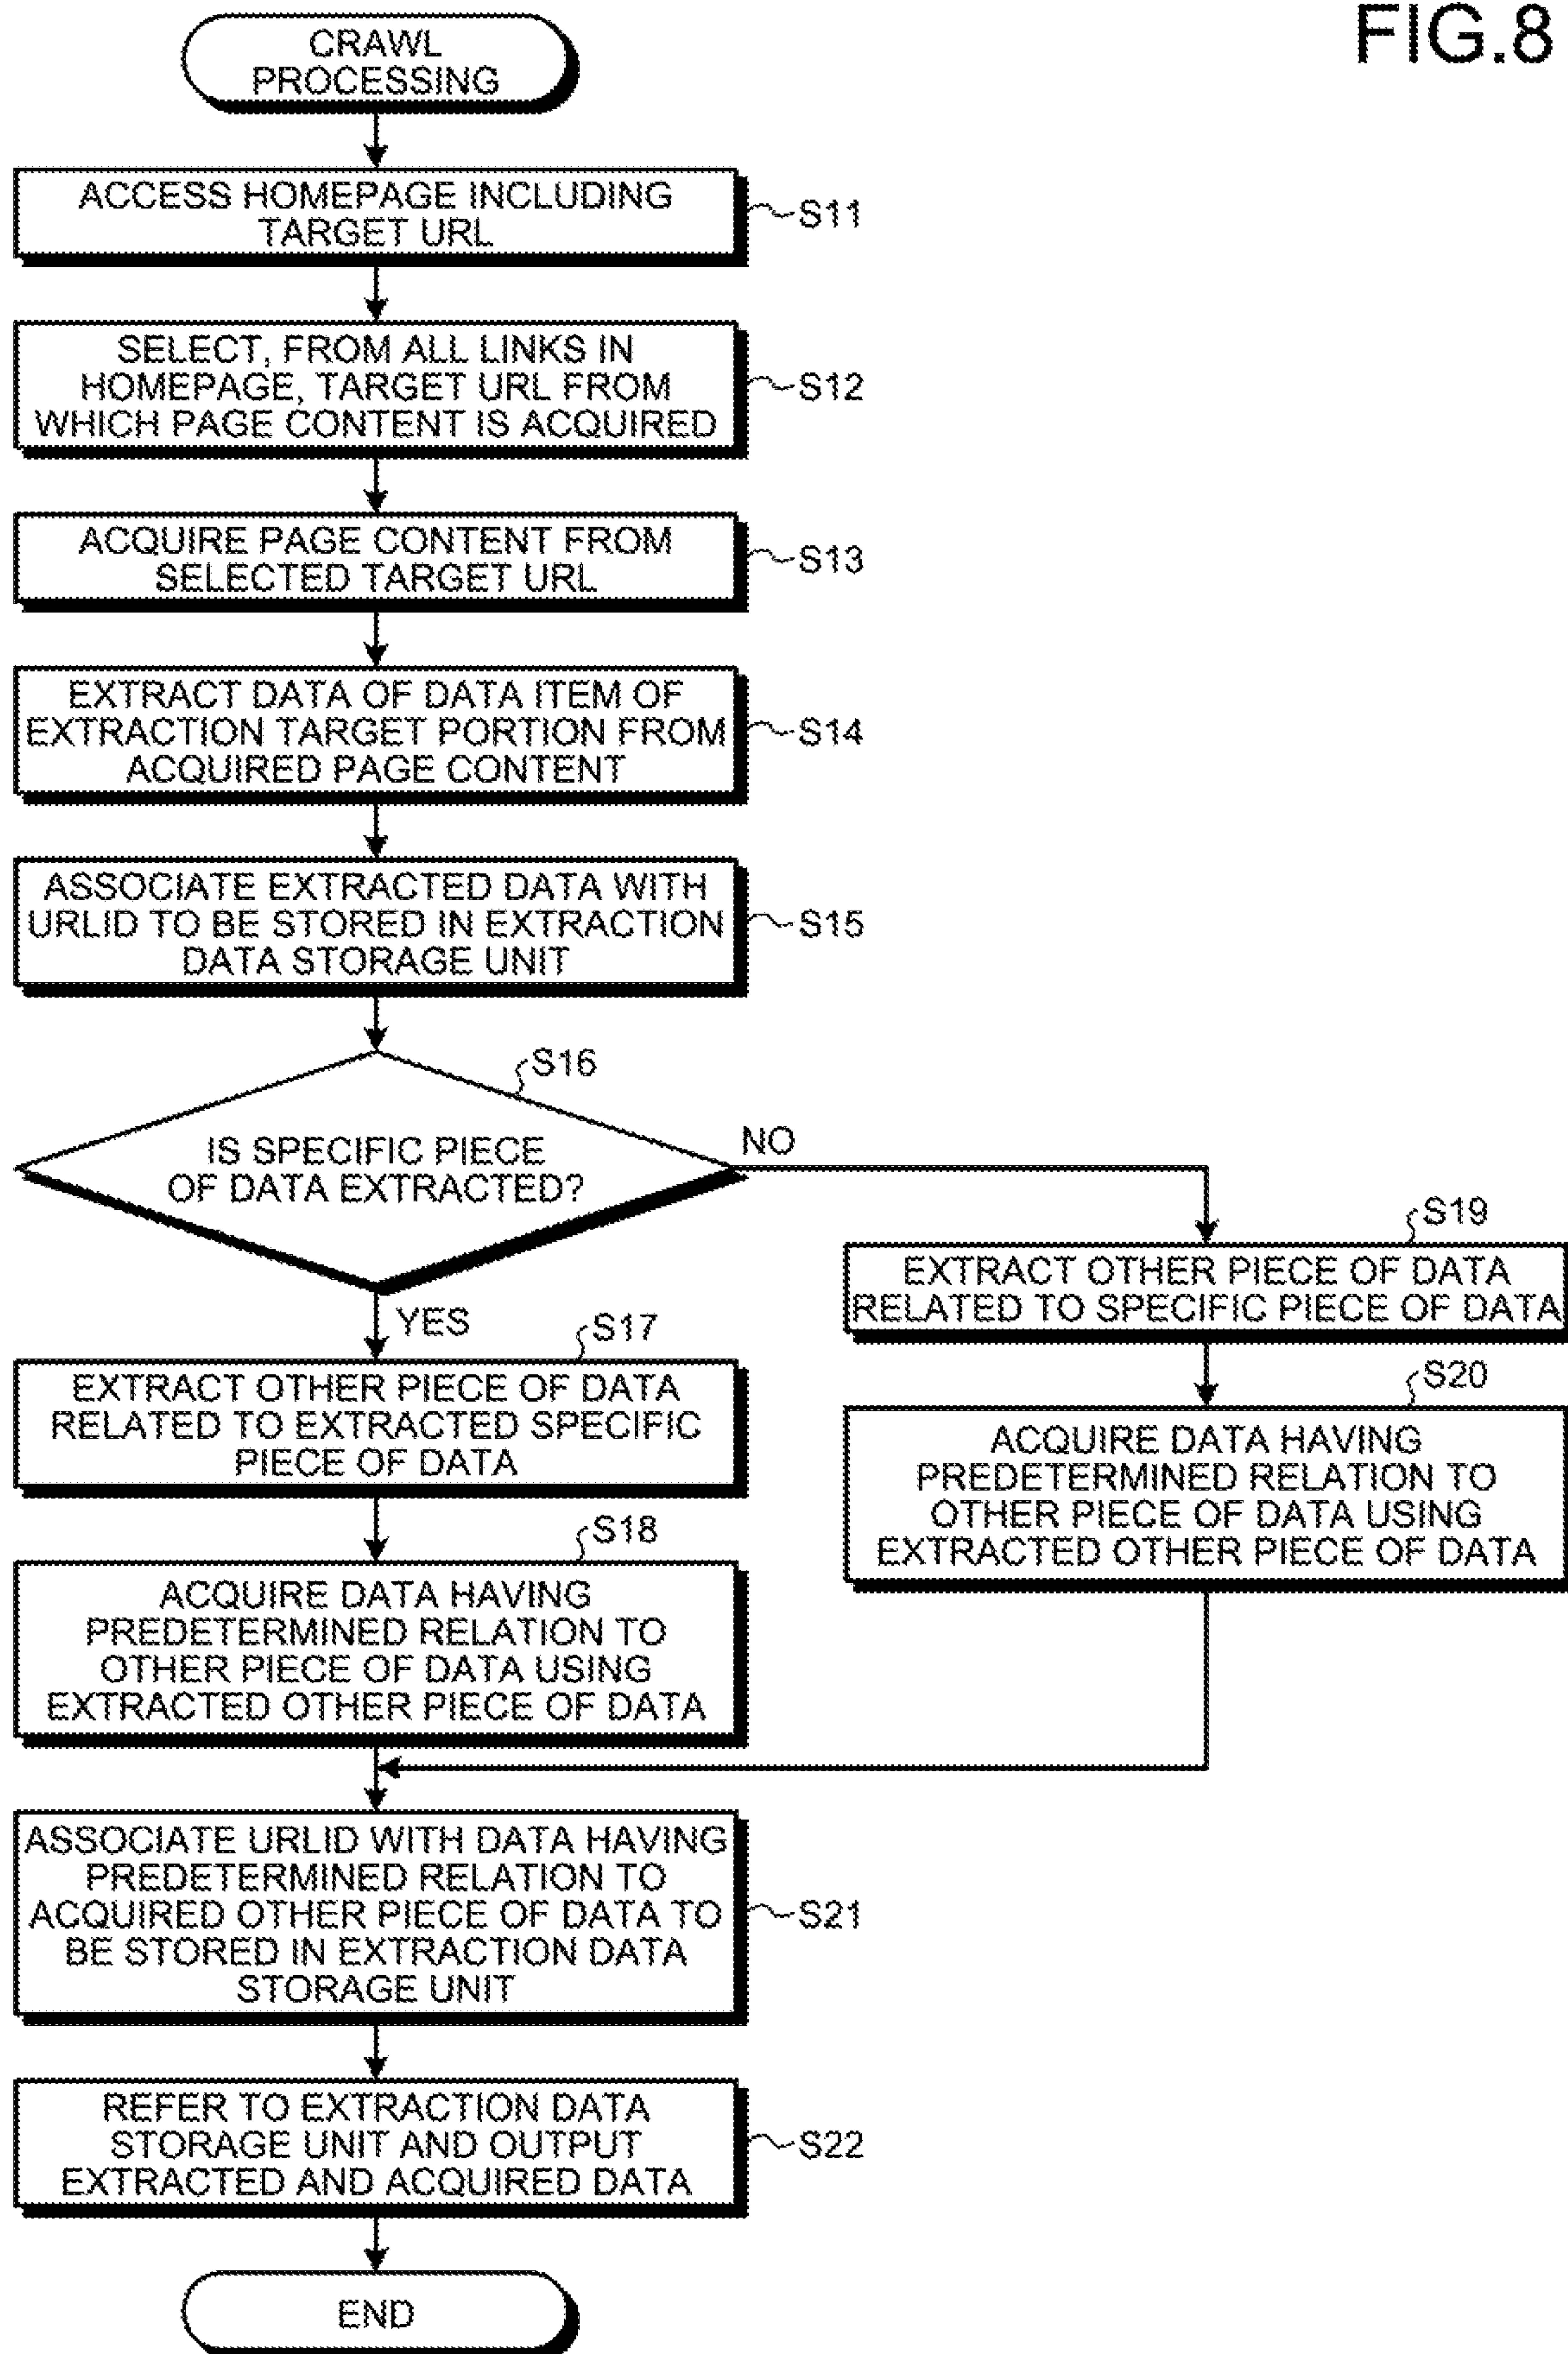 FIG.8
CRAWL
PROCESSING
ACCESS HOMEPAGE INCLUDING
TARGET URL
S11
SELECT, FROM ALL LINKS IN
HOMEPAGE, TARGET URL FROM
WHICH PAGE CONTENT IS ACQUIRED
S12
ACQUIRE PAGE CONTENT FROM
SELECTED TARGET URL
S13
EXTRACT DATA OF DATA ITEM OF
EXTRACTION TARGET PORTION FROM
ACQUIRED PAGE CONTENT
S14
ASSOCIATE EXTRACTED DATA WITH
URLID TO BE STORED IN EXTRACTION
DATA STORAGE UNIT
S15
S16
IS SPECIFIC PIECE
OF DATA EXTRACTED?
NO
YES
S17
EXTRACT OTHER PIECE OF DATA
RELATED TO EXTRACTED SPECIFIC
PIECE OF DATA
S18
ACQUIRE DATA HAVING
PREDETERMINED RELATION TO
OTHER PIECE OF DATA USING
EXTRACTED OTHER PIECE OF DATA
S19
EXTRACT OTHER PIECE OF DATA
RELATED TO SPECIFIC PIECE OF DATA
S20
ACQUIRE DATA HAVING
PREDETERMINED RELATION TO
OTHER PIECE OF DATA USING
EXTRACTED OTHER PIECE OF DATA
ASSOCIATE URLID WITH DATA HAVING
PREDETERMINED RELATION TO
ACQUIRED OTHER PIECE OF DATA TO
BE STORED IN EXTRACTION DATA
STORAGE UNIT
S21
REFER TO EXTRACTION DATA
STORAGE UNIT AND OUTPUT
EXTRACTED AND ACQUIRED DATA
S22
END